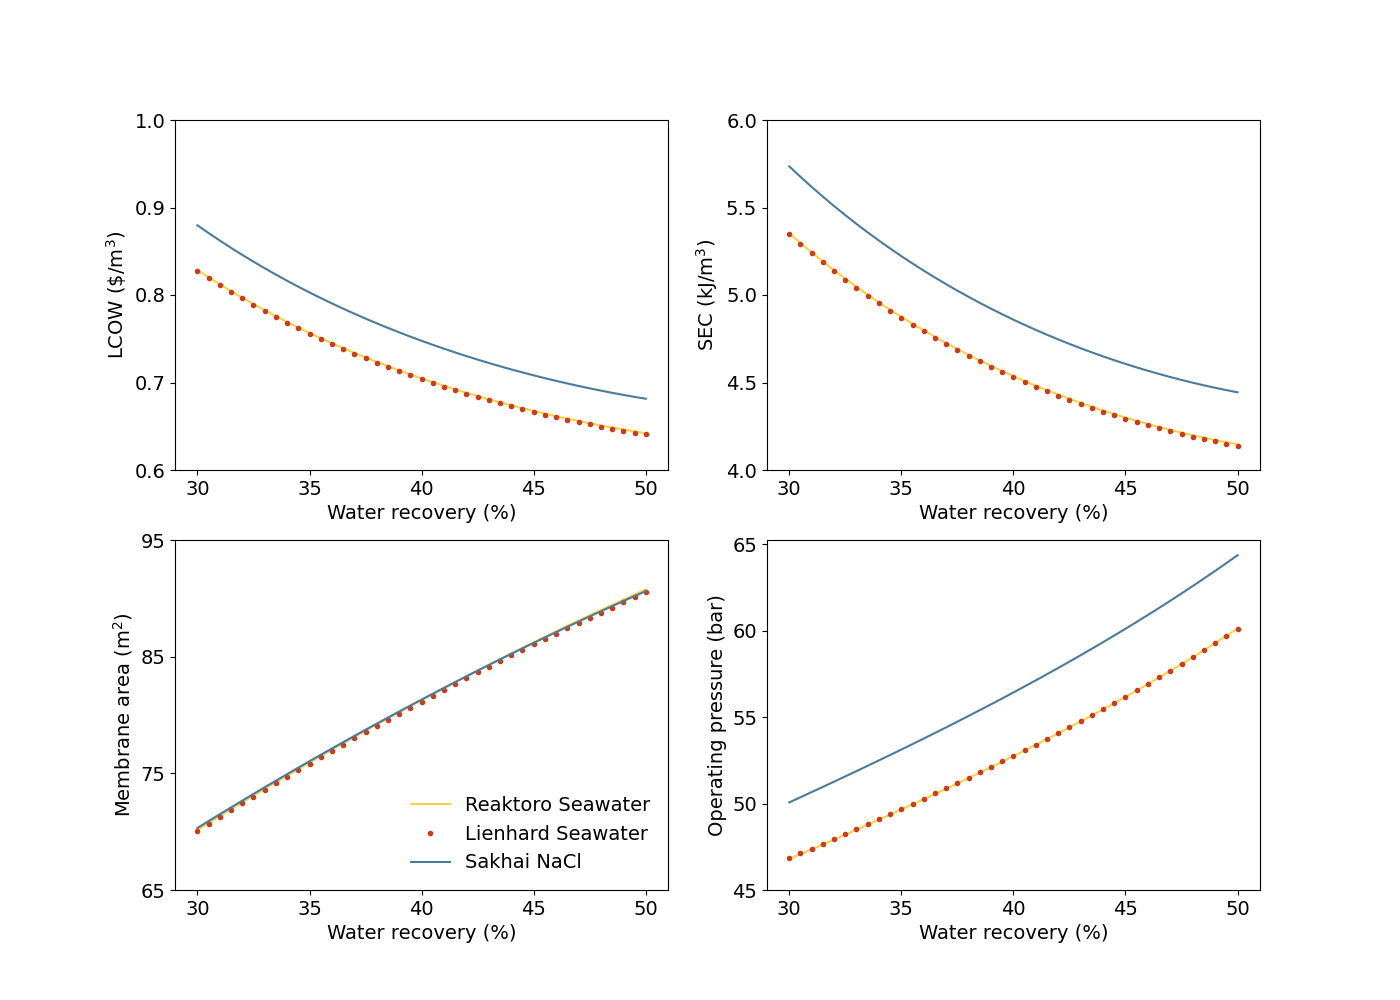 1.0
0.9
0.8
0.7
0.6
LCOW ($/m³)
30 35 40 45 50
Water recovery (%)
6.0
5.5
5.0
4.5
4.0
SEC (kJ/m³)
30 35 40 45 50
Water recovery (%)
95
85
75
65
Membrane area (m²)
Reaktoro Seawater
Lienhard Seawater
Sakhai NaCl
30 35 40 45 50
Water recovery (%)
65
60
55
50
45
Operating pressure (bar)
30 35 40 45 50
Water recovery (%)